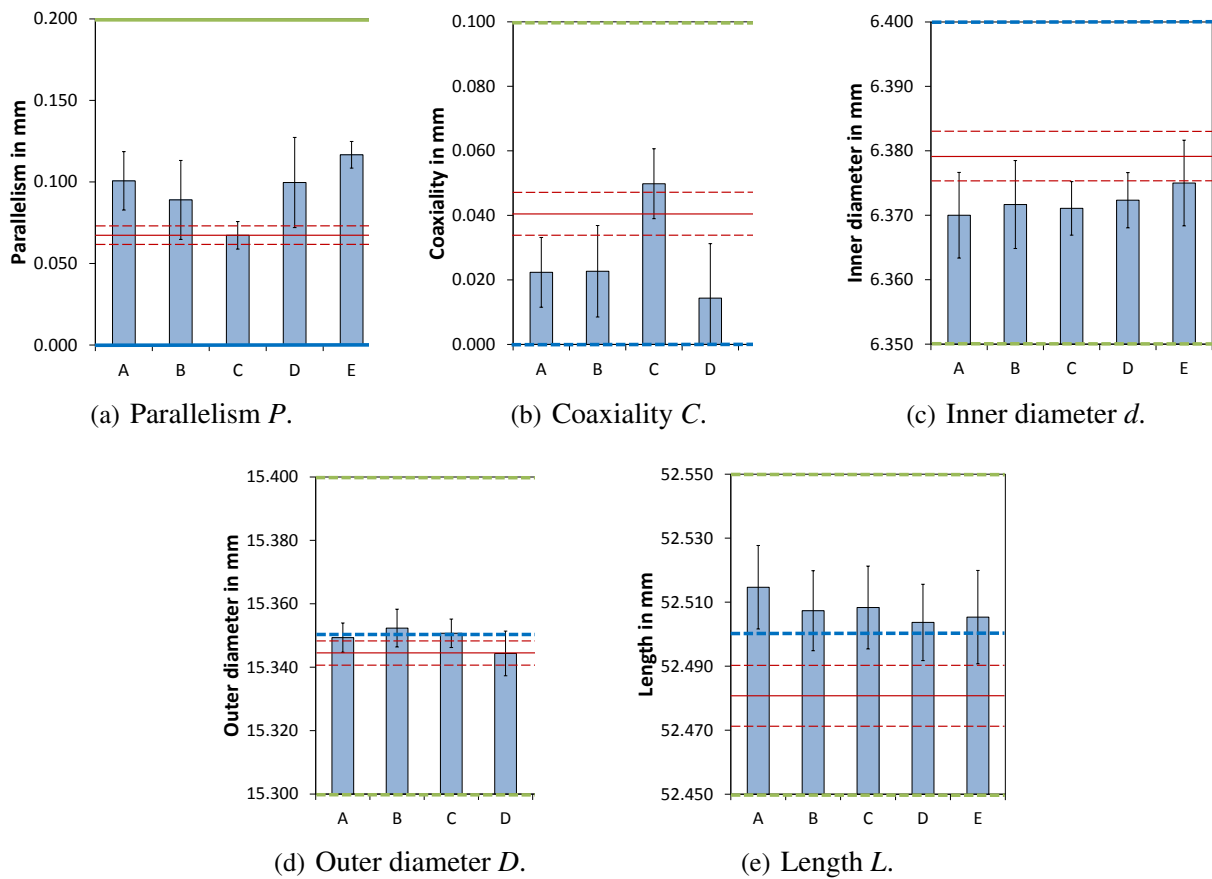 Parallelism in mm
0.200
0.150
0.100
0.050
0.000
A B C D E
(a) Parallelism P.
Coaxiality in mm
0.100
0.080
0.060
0.040
0.020
0.000
A B C D
(b) Coaxiality C.
Inner diameter in mm
6.400
6.390
6.380
6.370
6.360
6.350
A B C D E
(c) Inner diameter d.
Outer diameter in mm
15.400
15.380
15.360
15.340
15.320
15.300
A B C D
(d) Outer diameter D.
Length in mm
52.550
52.530
52.510
52.490
52.470
52.450
A B C D E
(e) Length L.